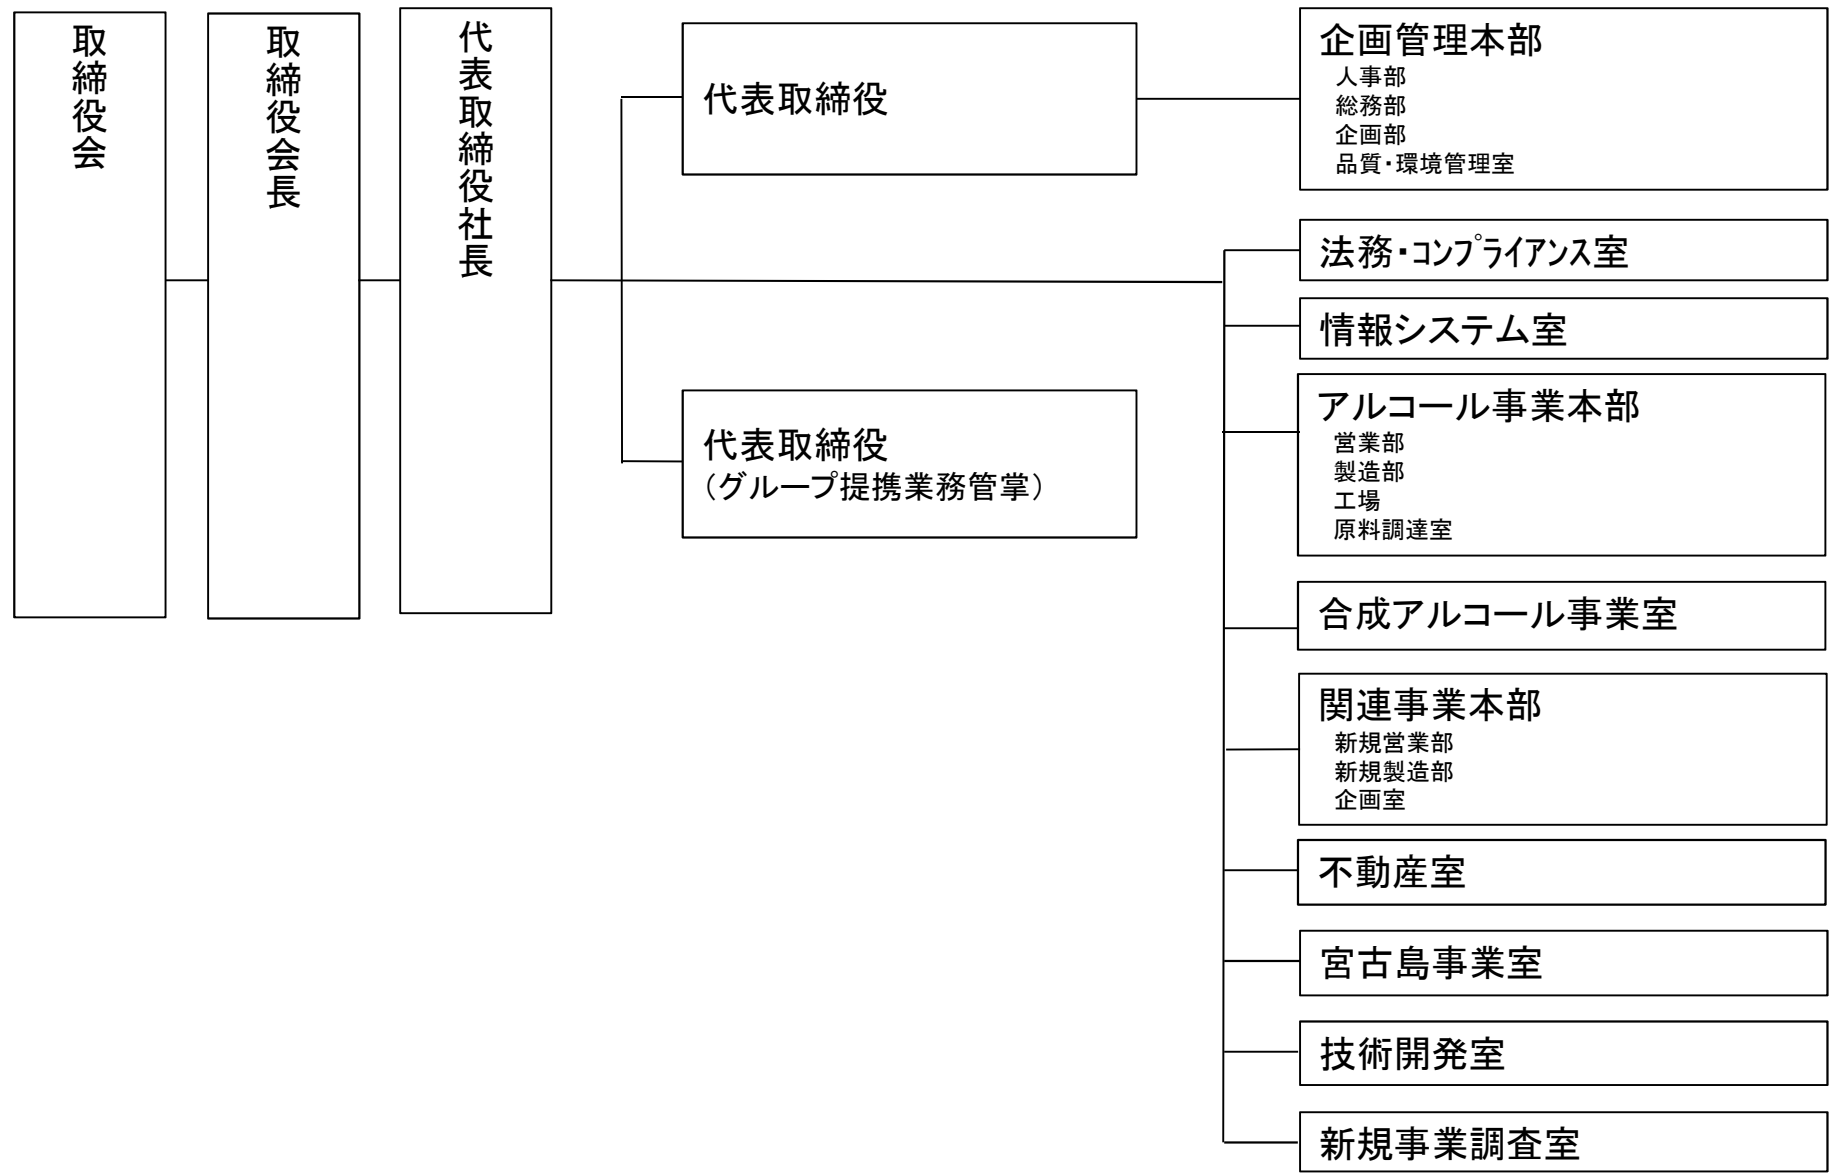 取締役会
取締役会長
代表取締役社長
代表取締役
代表取締役
（グループ提携業務管掌）
企画管理本部
人事部
総務部
企画部
品質・環境管理室
法務・ｺﾝﾌﾟﾗｲｱﾝｽ室
情報システム室
アルコール事業本部
営業部
製造部
工場
原料調達室
合成アルコール事業室
関連事業本部
新規営業部
新規製造部
企画室
不動産室
宮古島事業室
技術開発室
新規事業調査室